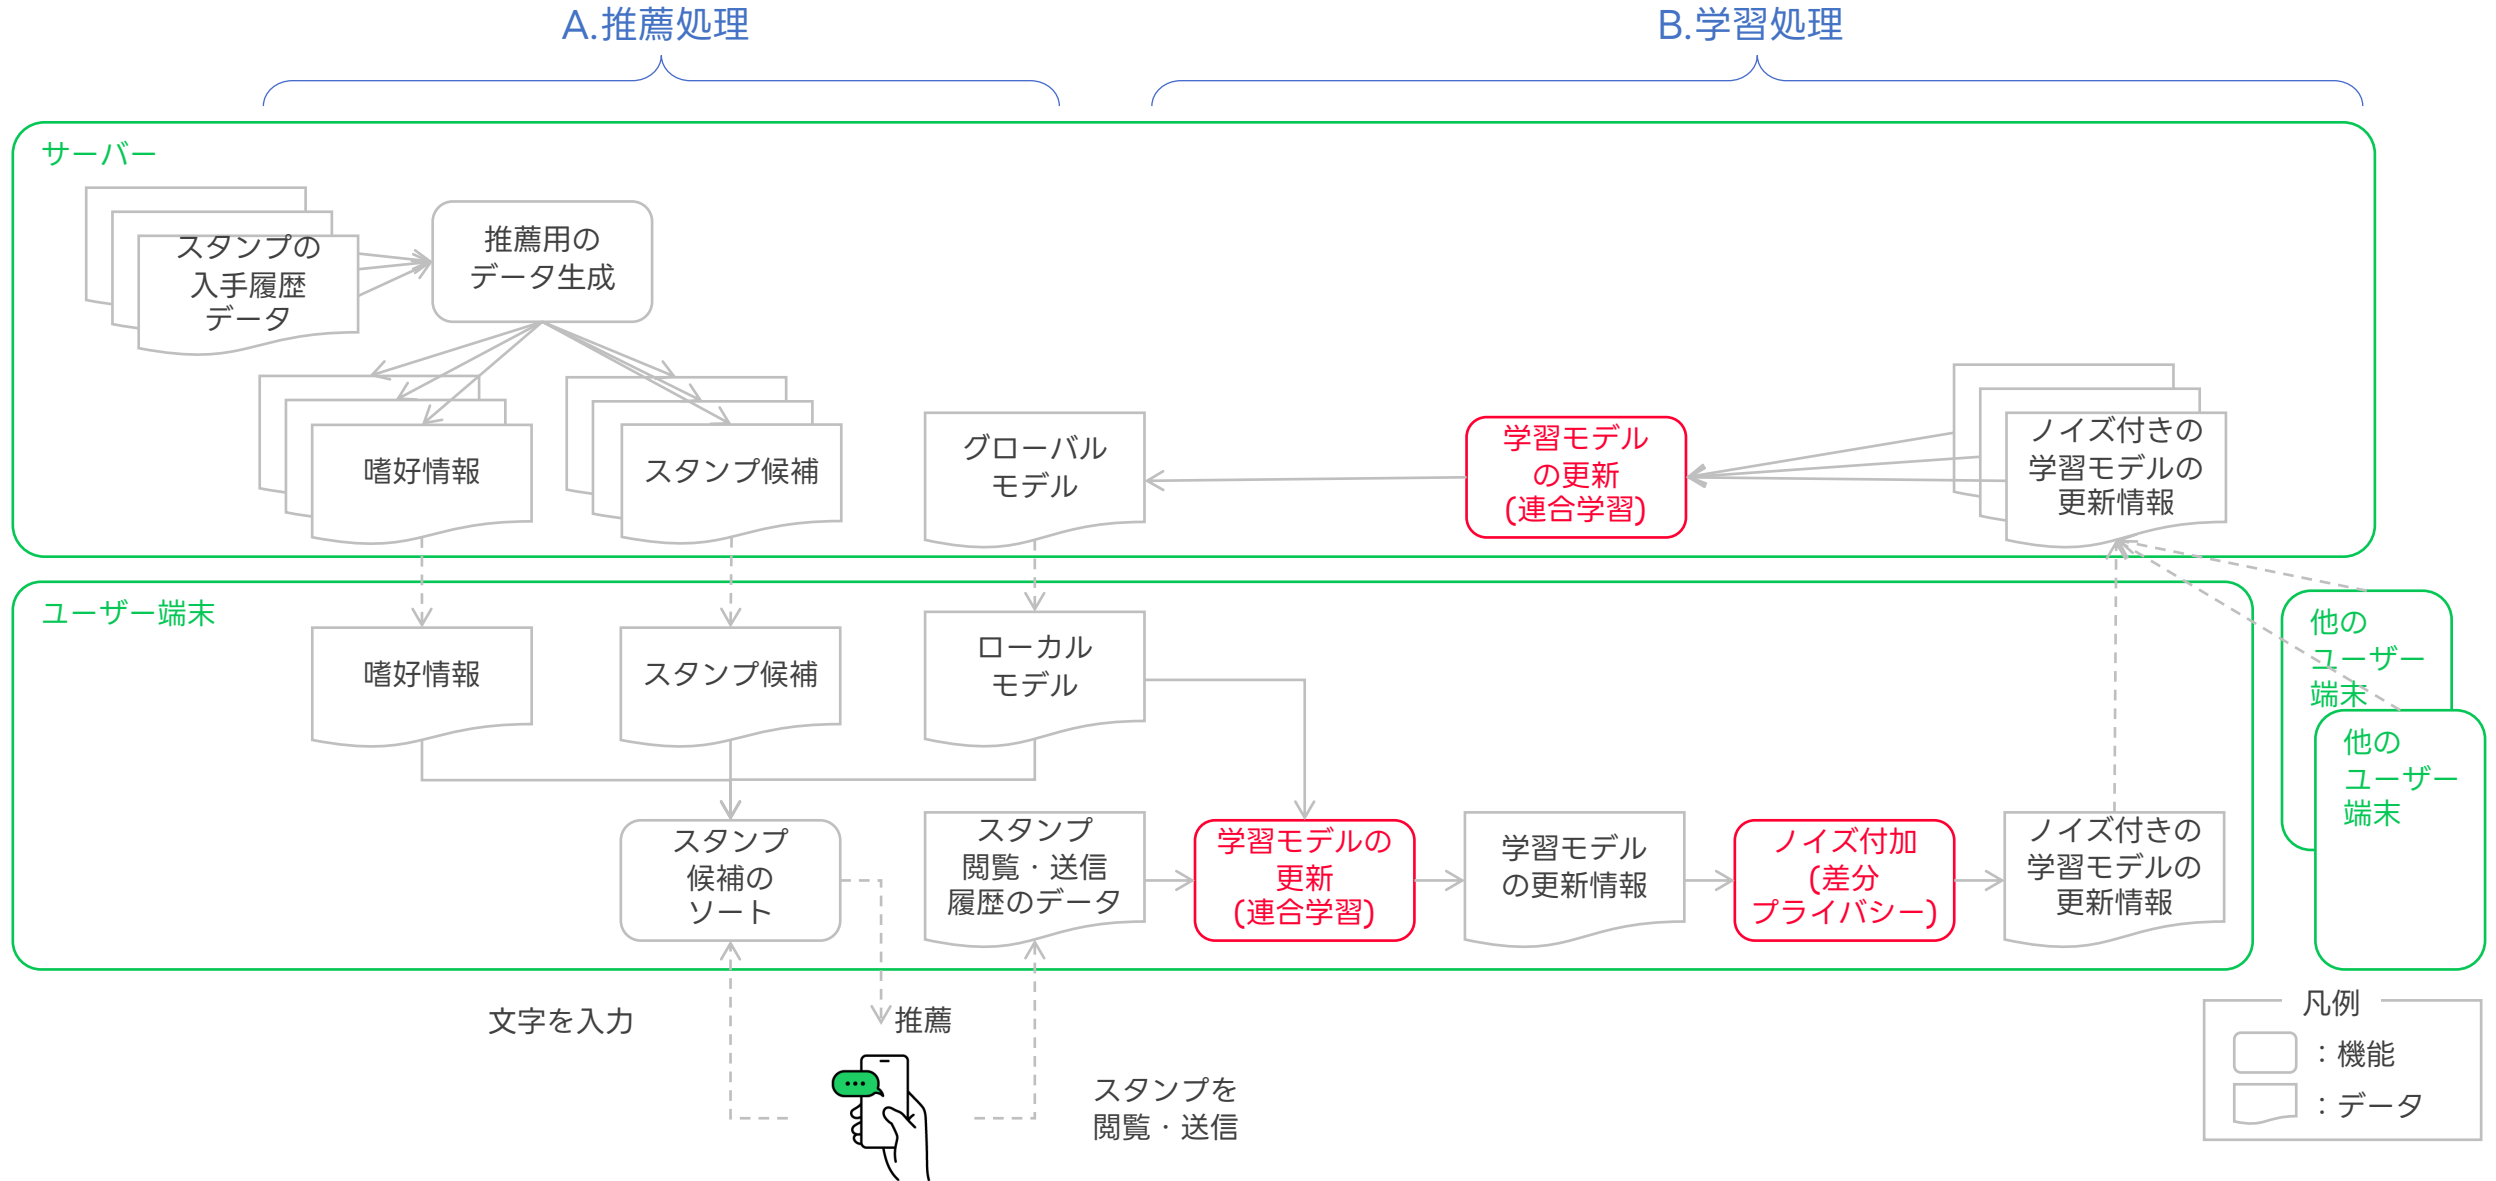 A.推薦処理
B.学習処理
サーバー
スタンプの
入手履歴
データ
推薦用の
データ生成
嗜好情報
スタンプ候補
グローバル
モデル
学習モデル
の更新
(連合学習)
ノイズ付きの
学習モデルの
更新情報
ユーザー端末
嗜好情報
スタンプ候補
ローカル
モデル
他の
ユーザー
端末
他の
ユーザー
端末
スタンプ
候補の
ソート
スタンプ
閲覧・送信
履歴のデータ
学習モデルの
更新
(連合学習)
学習モデル
の更新情報
ノイズ付加
(差分
プライバシー)
ノイズ付きの
学習モデルの
更新情報
文字を入力
推薦
スタンプを
閲覧・送信
凡例
：機能
：データ